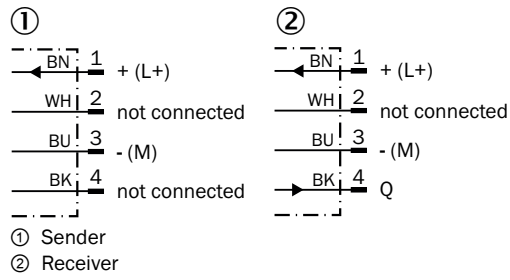 ① ②
BN 1 + (L+) BN 1 + (L+)
WH 2 not connected WH 2 not connected
BU 3 - (M) BU 3 - (M)
BK 4 not connected BK 4 Q
① Sender
② Receiver